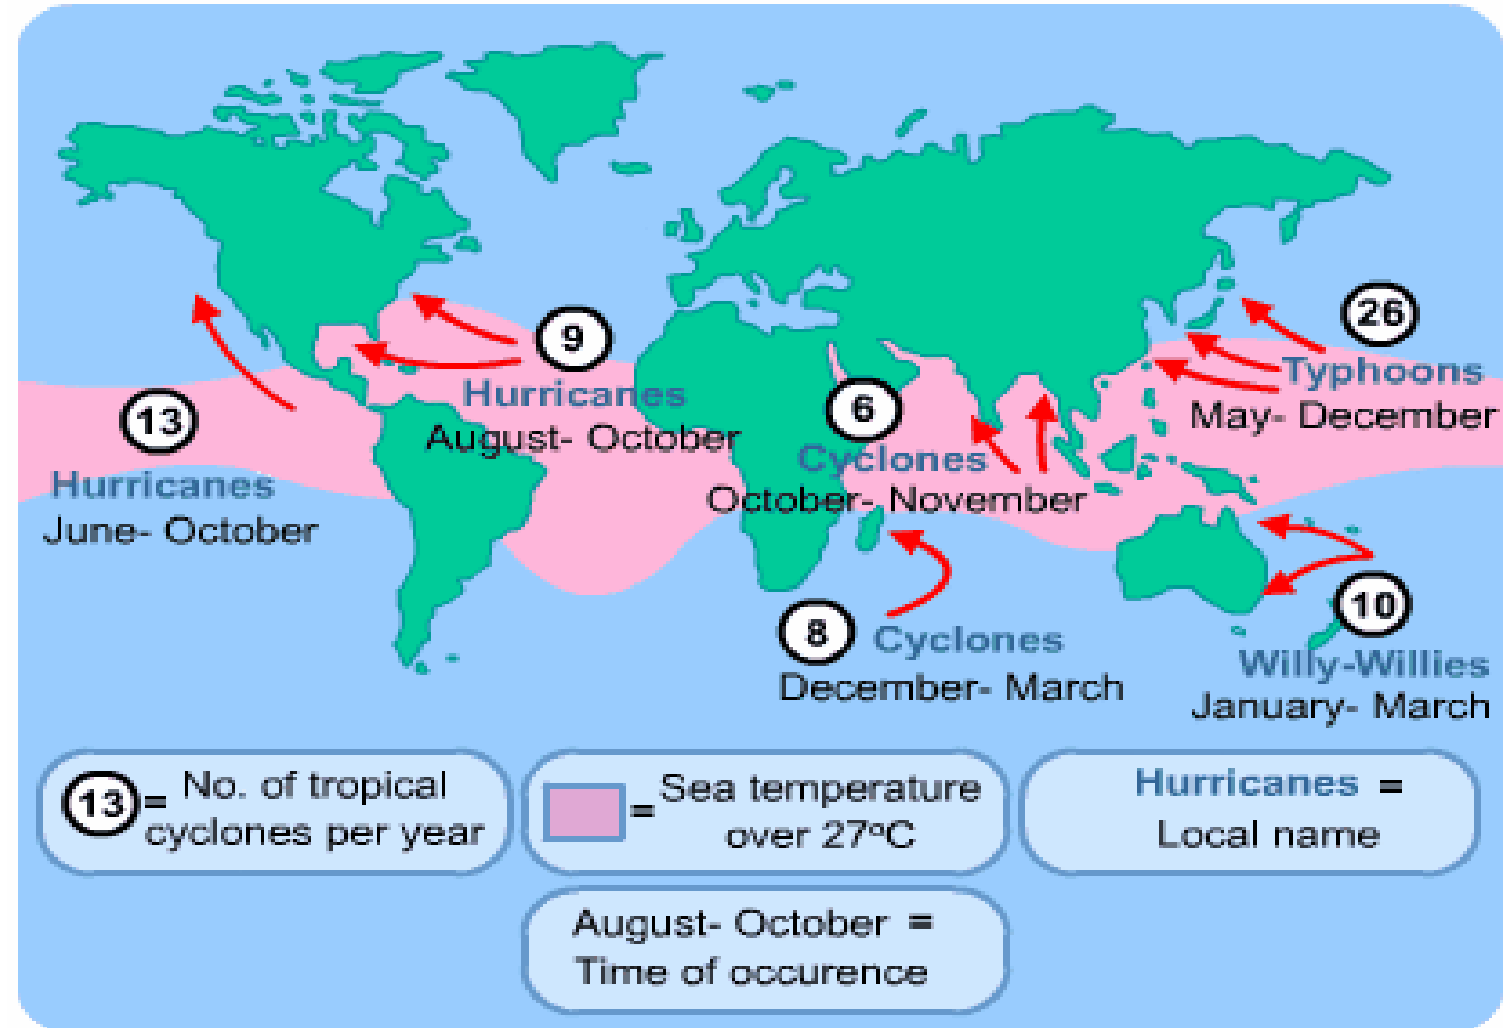 26
9
Typhoons
Hurricanes
May- December
13
6
August- October
Cyclones
Hurricanes
October- November
June- October
10
8
Cyclones
Willy-Willies
December- March
January- March
13 = No. of tropical
cyclones per year
= Sea temperature
over 27°C
Hurricanes =
Local name
August- October =
Time of occurence